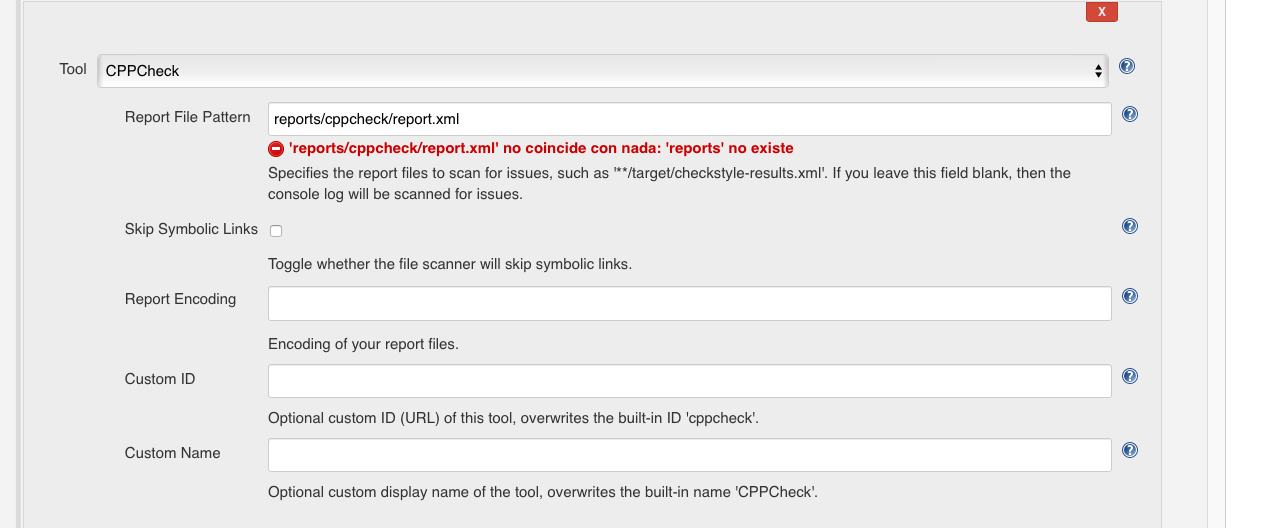 X
Tool
CPPCheck
Report File Pattern
reports/cppcheck/report.xml
'reports/cppcheck/report.xml' no coincide con nada: 'reports' no existe
Specifies the report files to scan for issues, such as '**/target/checkstyle-results.xml'. If you leave this field blank, then the
console log will be scanned for issues.
Skip Symbolic Links
Toggle whether the file scanner will skip symbolic links.
Report Encoding
Encoding of your report files.
Custom ID
Optional custom ID (URL) of this tool, overwrites the built-in ID 'cppcheck'.
Custom Name
Optional custom display name of the tool, overwrites the built-in name 'CPPCheck'.